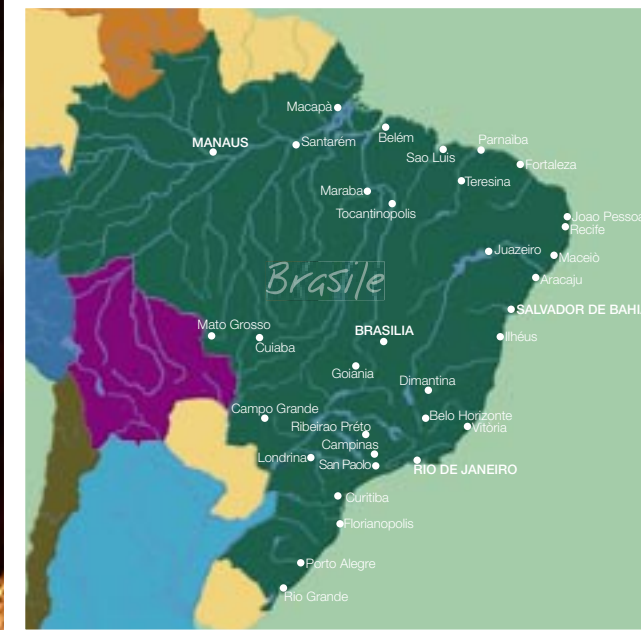 Macapà
MANAUS
Santarém
Belém
Parnaiba
Sao Luis
Fortaleza
Teresina
Maraba
Tocantinopolis
Joao Pessoa
Recife
Juazeiro
Maceiò
Brasile
Aracaju
SALVADOR DE BAHI
Mato Grosso
BRASILIA
Ilhéus
Cuiaba
Goiania
Dimantina
Campo Grande
Belo Horizonte
Ribeirao Prêto
Vitòria
Campinas
Londrina
San Paolo
RIO DE JANEIRO
Curitiba
Florianopolis
Porto Alegre
Rio Grande